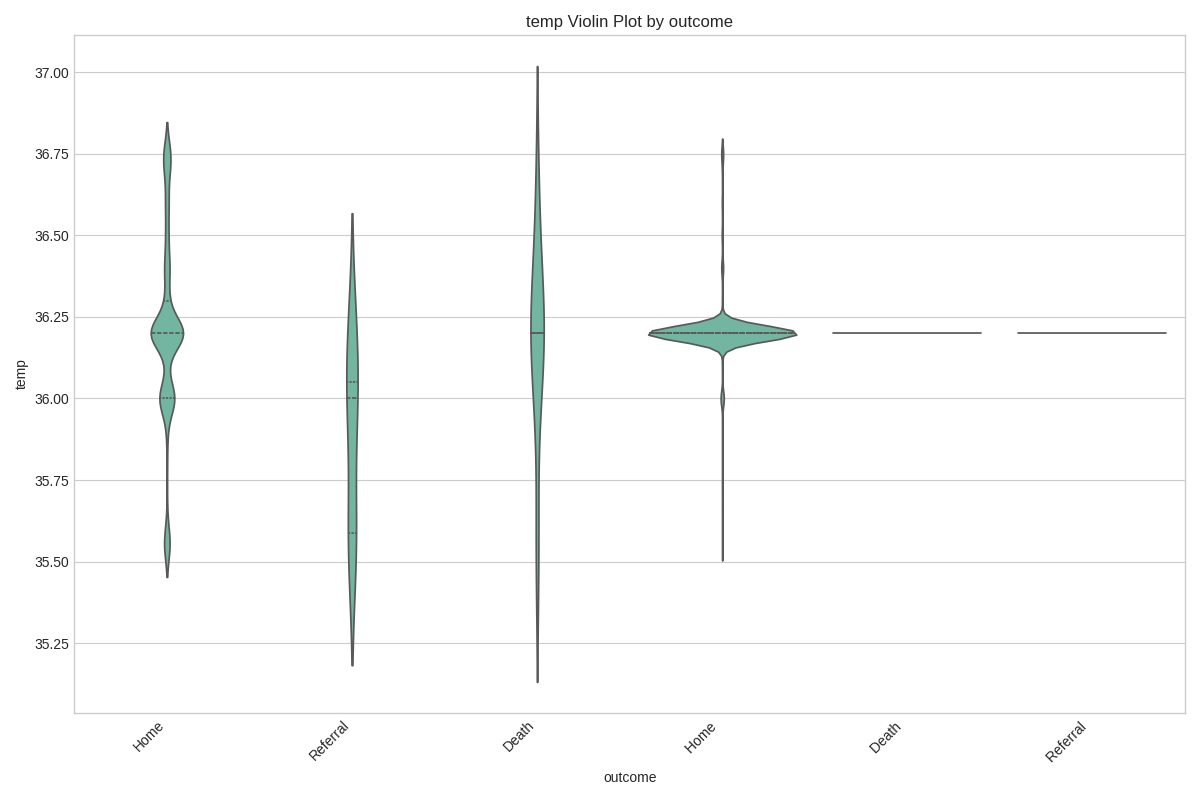 temp Violin Plot by outcome
37.00
36.75
36.50
36.25
36.00
35.75
35.50
35.25
temp
Home
Referral
Death
Home
Death
Referral
outcome